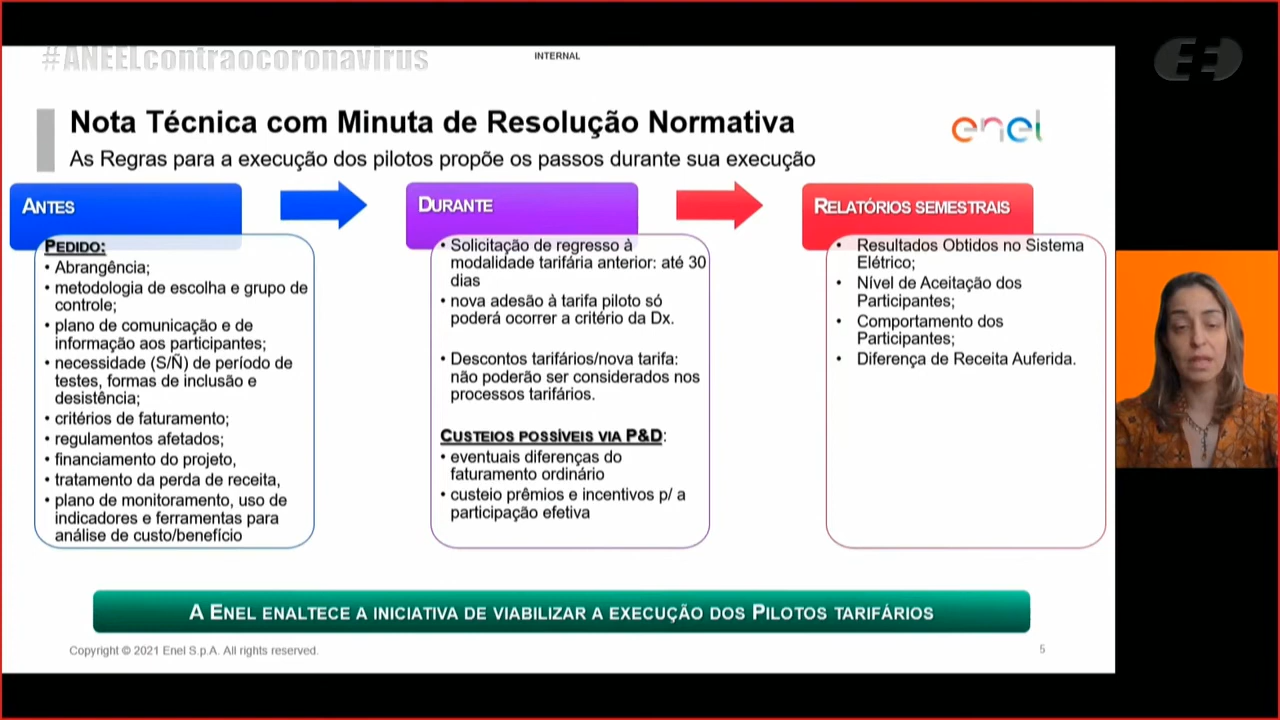 #ANEELcontraocoronavirus
INTERNAL
Nota Técnica com Minuta de Resolução Normativa
As Regras para a execução dos pilotos propõe os passos durante sua execução
enel
ANTES
PEDIDO:
• Abrangência;
• metodologia de escolha e grupo de
controle;
• plano de comunicação e de
informação aos participantes;
• necessidade (S/Ñ) de período de
testes, formas de inclusão e
desistência;
• critérios de faturamento;
• regulamentos afetados;
• financiamento do projeto,
• tratamento da perda de receita,
• plano de monitoramento, uso de
indicadores e ferramentas para
análise de custo/benefício
DURANTE
• Solicitação de regresso à
modalidade tarifária anterior: até 30
dias
• nova adesão à tarifa piloto só
poderá ocorrer a critério da Dx.
• Descontos tarifários/nova tarifa:
não poderão ser considerados nos
processos tarifários.
CUSTEIOS POSSÍVEIS VIA P&D:
• eventuais diferenças do
faturamento ordinário
• custeio prêmios e incentivos p/ a
participação efetiva
RELATÓRIOS SEMESTRAIS
• Resultados Obtidos no Sistema
Elétrico;
• Nível de Aceitação dos
Participantes;
• Comportamento dos
Participantes;
• Diferença de Receita Auferida.
A ENEL ENALTECE A INICIATIVA DE VIABILIZAR A EXECUÇÃO DOS PILOTOS TARIFÁRIOS
Copyright © 2021 Enel S.p.A. All rights reserved.
5